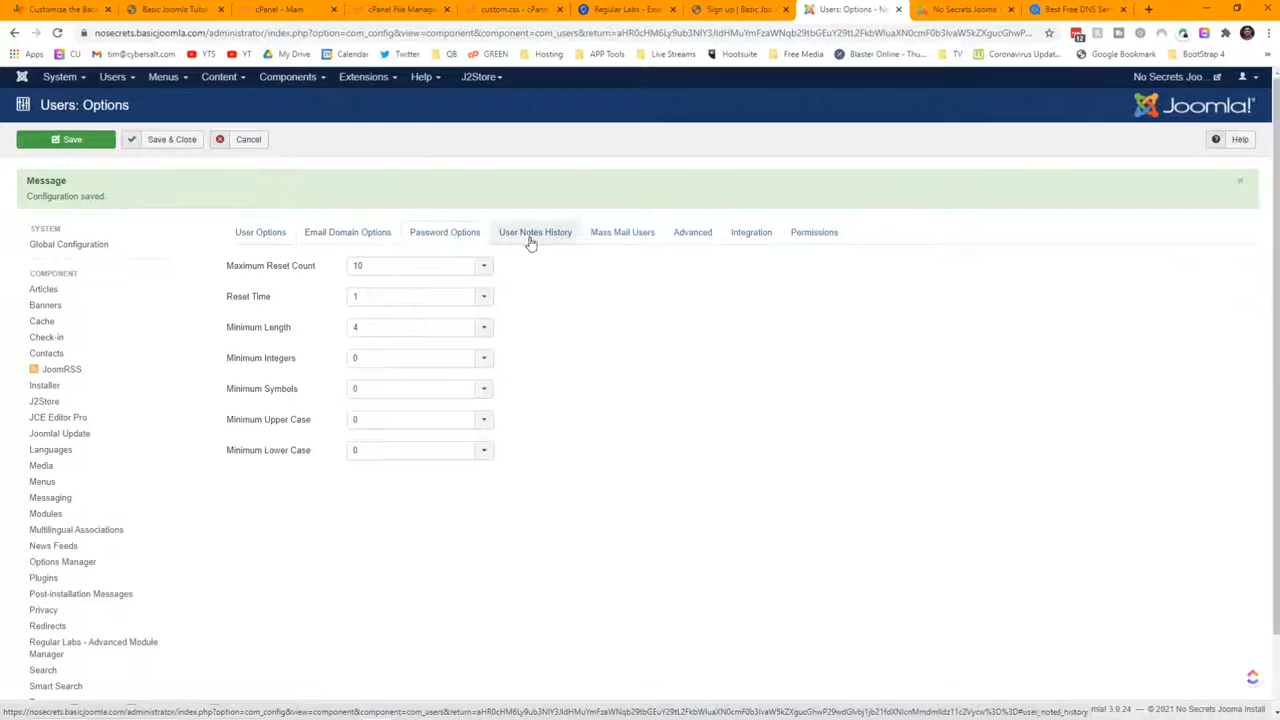 Customize the Back
Basic Joomla Tutor
cPanel - Main
cPanel File Manage
custom.css - cPan
Regular Labs - Exte
Sign up | Basic Joo
Users: Options - N
No Secrets Joomla
Best Free DNS Ser
nosecrets.basicjoomla.com/administrator/index.php?option=com_config&view=component&component=com_users&return=
Apps
CU
tim@cybersalt.com
YTS
YT
My Drive
Calendar
Twitter
QB
GREEN
Hosting
APP Tools
Live Streams
Free Media
Hootsuite
Blaster Online - Thu...
TV
Coronavirus Updat...
Google Bookmark
BootStrap 4
»
System
Users
Menus
Content
Components
Extensions
Help
J2Store
No Secrets Joo...
Users: Options
Joomla!
Save
Save & Close
Cancel
Help
Message
Configuration saved.
SYSTEM
Global Configuration
COMPONENT
Articles
Banners
Cache
Check-in
Contacts
JoomRSS
Installer
J2Store
JCE Editor Pro
Joomla! Update
Languages
Media
Menus
Messaging
Modules
Multilingual Associations
News Feeds
Options Manager
Plugins
Post-installation Messages
Privacy
Redirects
Regular Labs - Advanced Module
Manager
Search
Smart Search
User Options
Email Domain Options
Password Options
User Notes History
Mass Mail Users
Advanced
Integration
Permissions
Maximum Reset Count 10
Reset Time 1
Minimum Length 4
Minimum Integers 0
Minimum Symbols 0
Minimum Upper Case 0
Minimum Lower Case 0
mla! 3.9.24 — © 2021 No Secrets Joomla Install